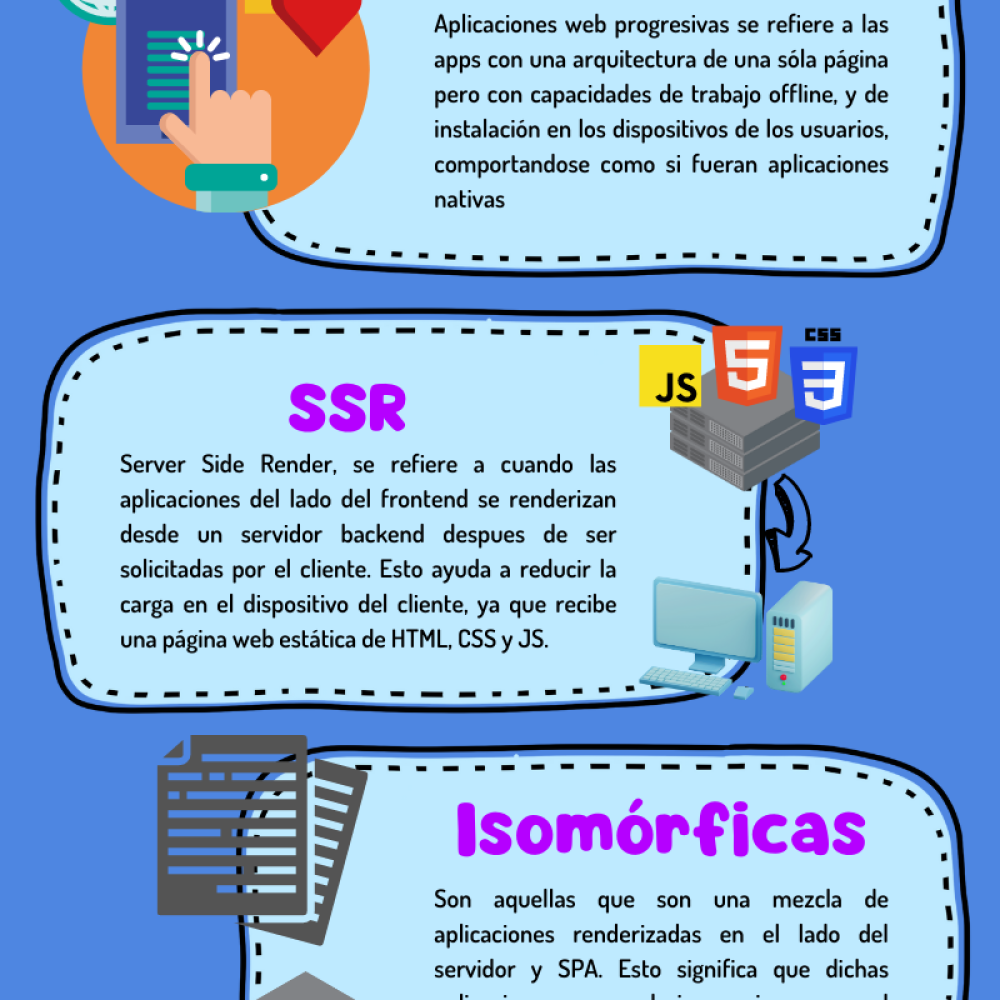 Aplicaciones web progresivas se refiere a las
apps con una arquitectura de una sóla página
pero con capacidades de trabajo offline, y de
instalación en los dispositivos de los usuarios,
comportandose como si fueran aplicaciones
nativas
JS
5
CSS
3
SSR
Server Side Render, se refiere a cuando las
aplicaciones del lado del frontend se renderizan
desde un servidor backend despues de ser
solicitadas por el cliente. Esto ayuda a reducir la
carga en el dispositivo del cliente, ya que recibe
una página web estática de HTML, CSS y JS.
Isomórficas
Son aquellas que son una mezcla de
aplicaciones renderizadas en el lado del
servidor y SPA. Esto significa que dichas